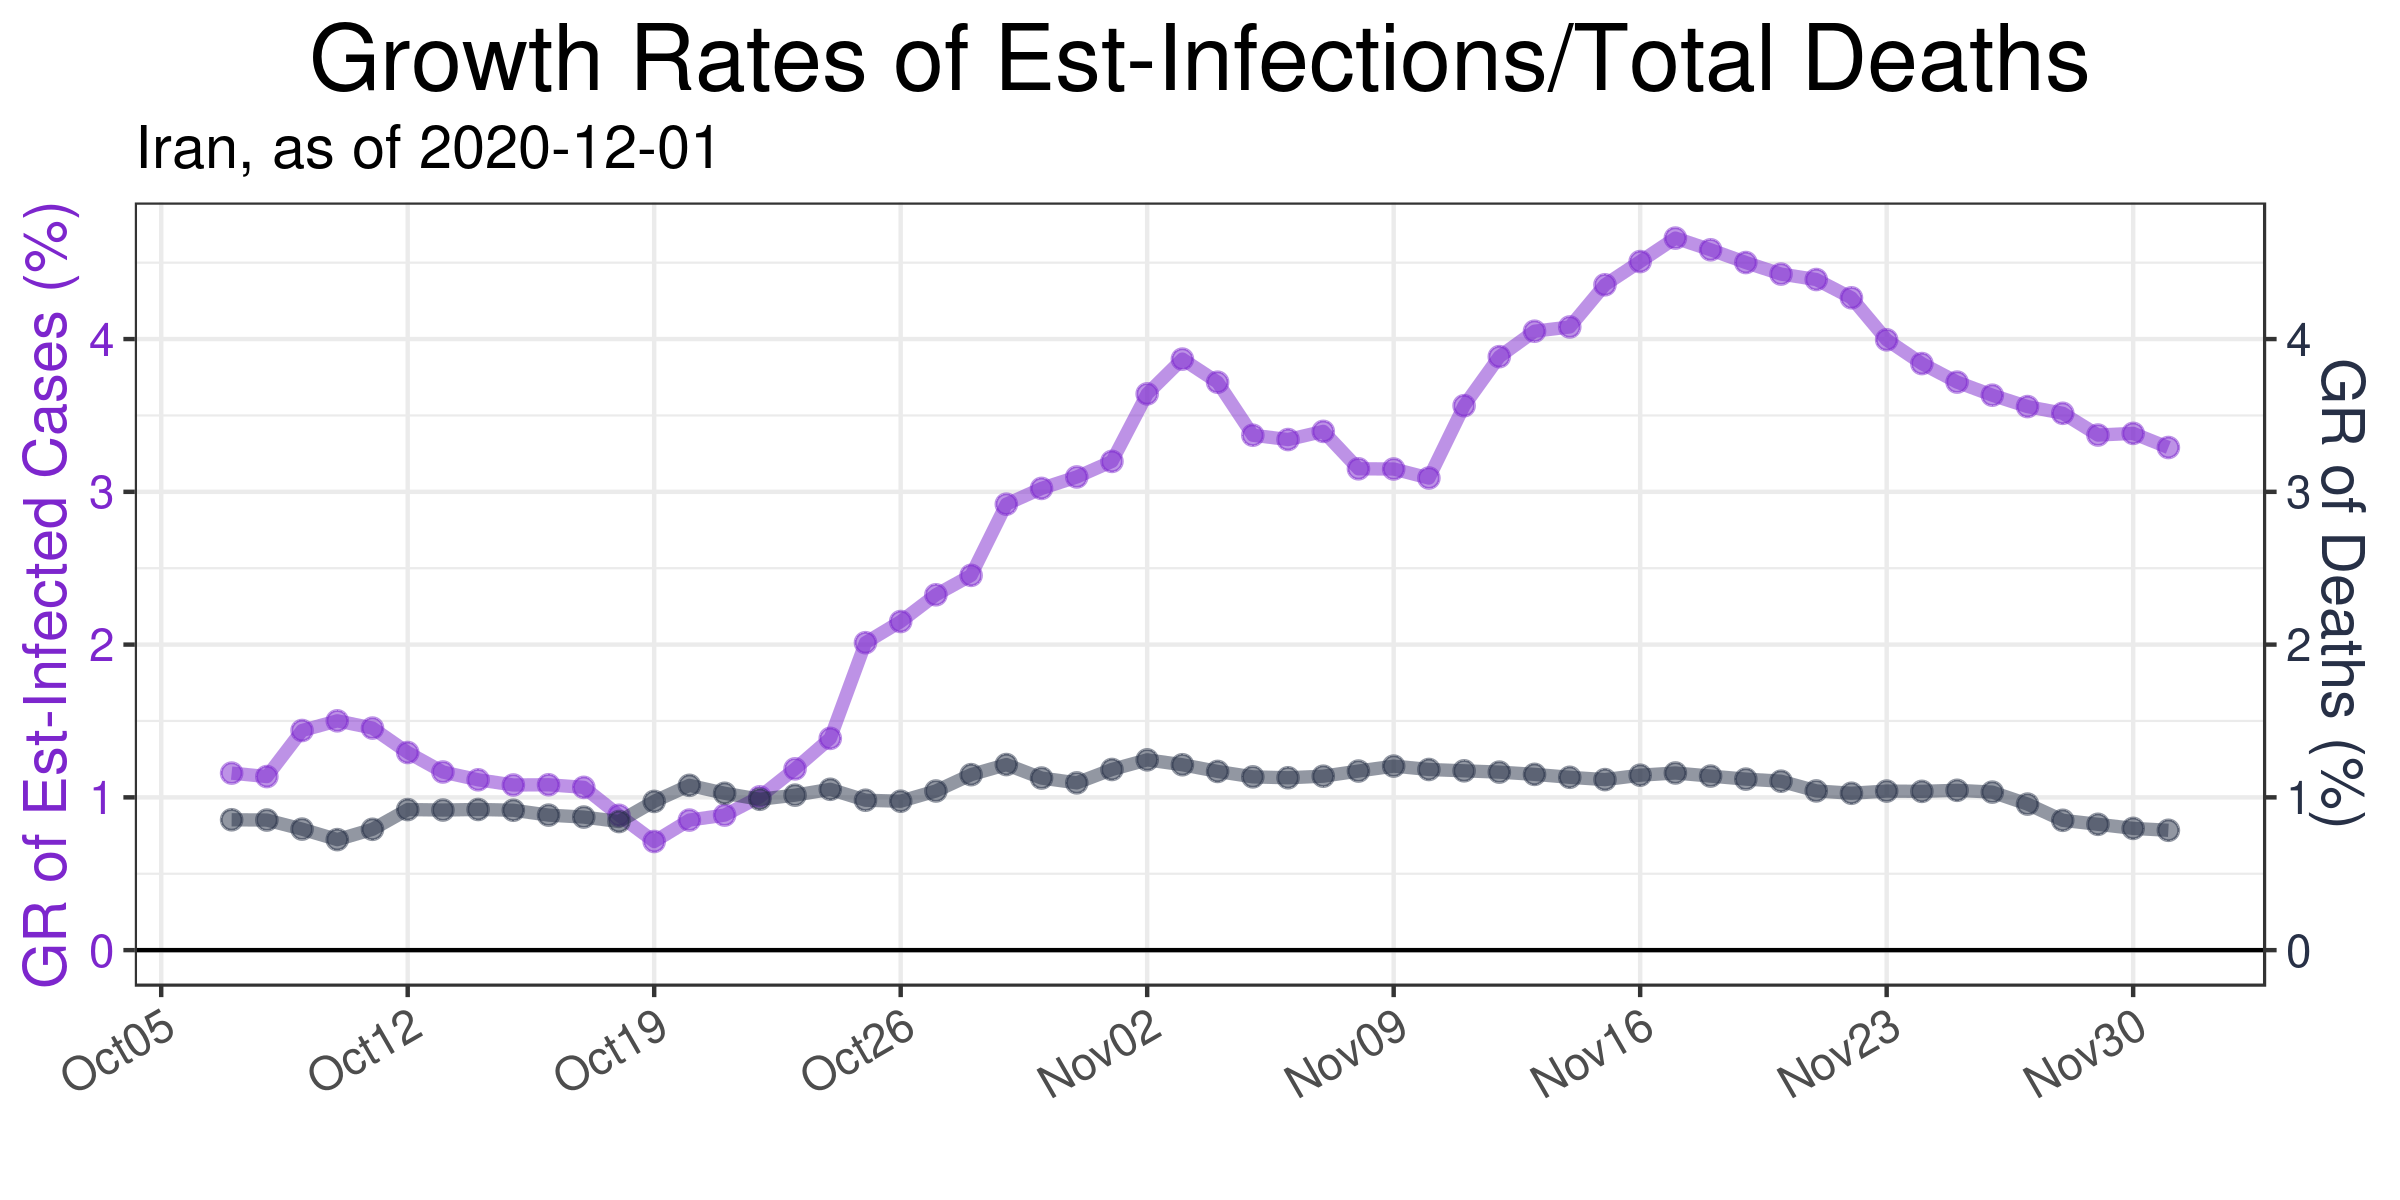 Growth Rates of Est-Infections/Total Deaths
Iran, as of 2020-12-01
GR of Est-Infected Cases (%)
4
3
2
1
0
4
3
2
1
0
GR of Deaths (%)
Oct05
Oct12
Oct19
Oct26
Nov02
Nov09
Nov16
Nov23
Nov30